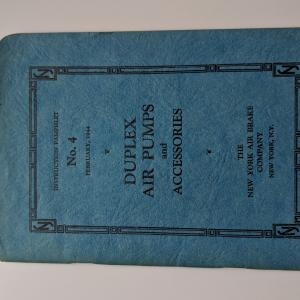 INSTRUCTION PAMPHLET
No. 4
FEBRUARY, 1944
DUPLEX
AIR PUMPS
and
ACCESSORIES
THE
NEW YORK AIR BRAKE
COMPANY
NEW YORK, N.Y.